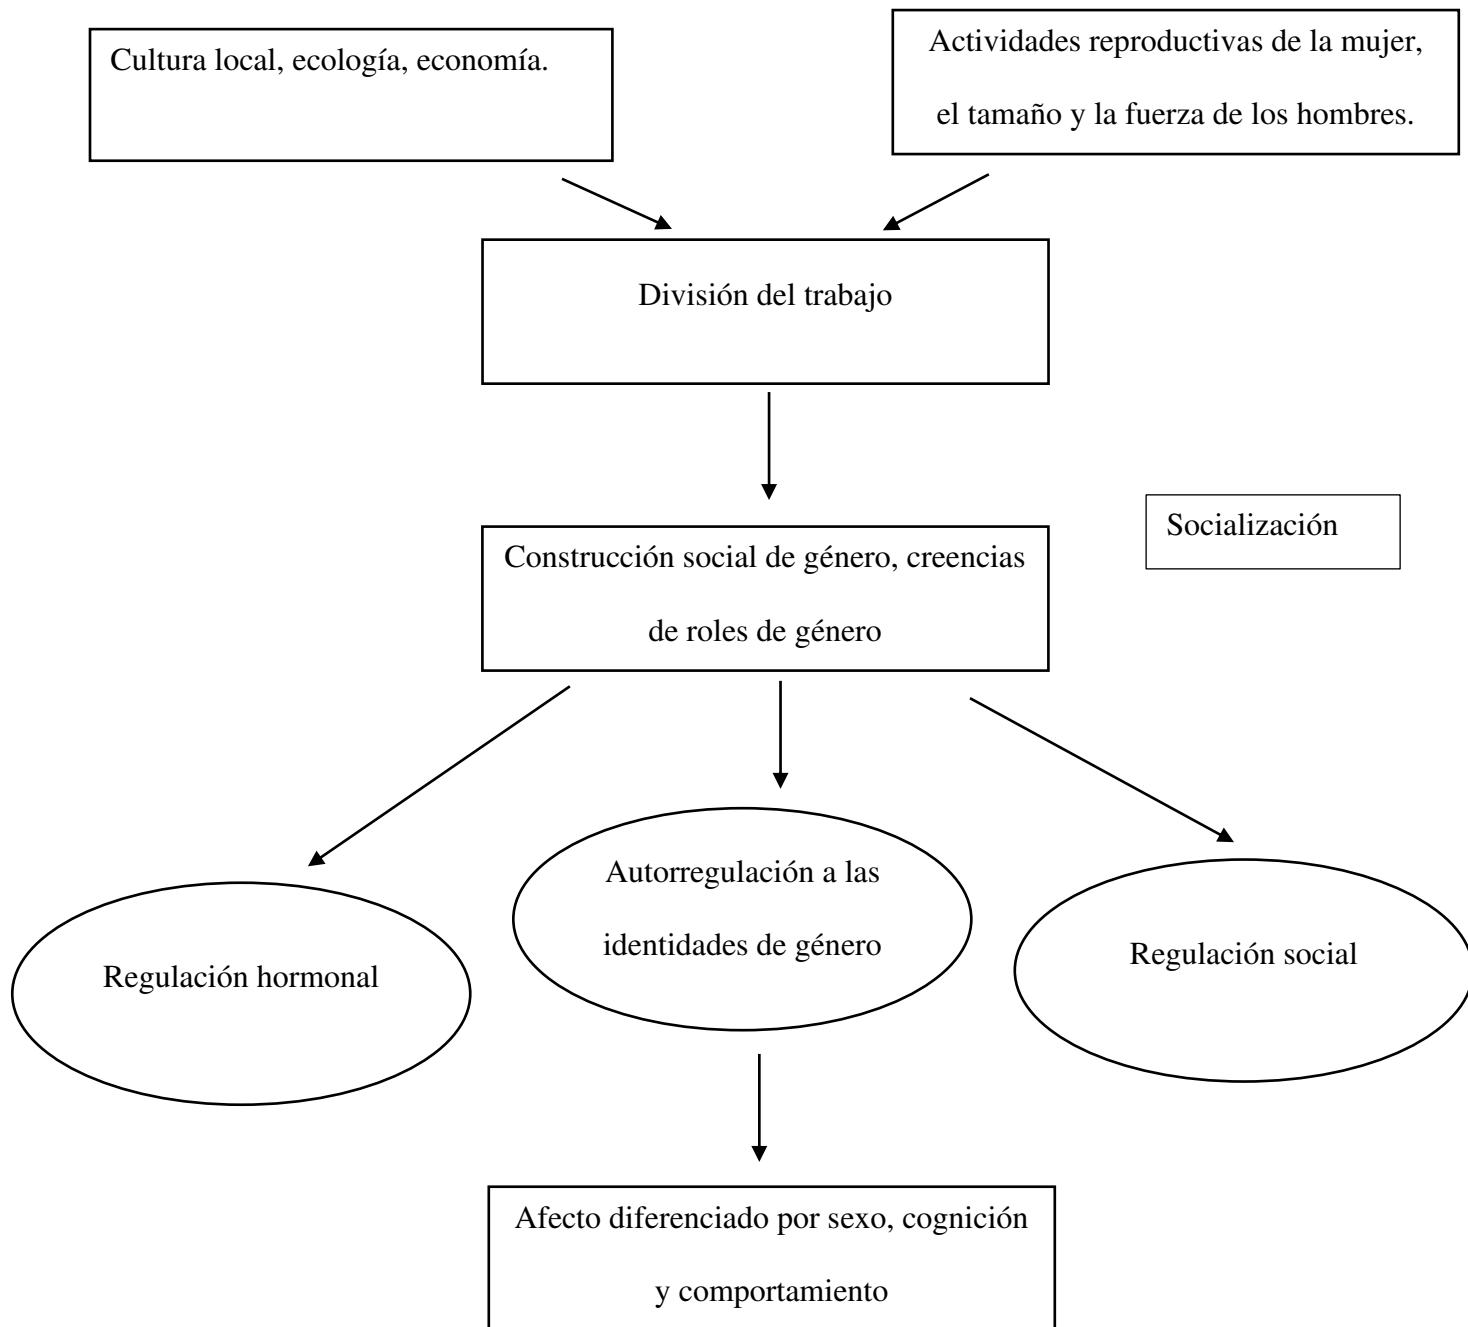 Cultura local, ecología, economía.
Actividades reproductivas de la mujer,
el tamaño y la fuerza de los hombres.
División del trabajo
Socialización
Construcción social de género, creencias
de roles de género
Autorregulación a las
identidades de género
Regulación hormonal
Regulación social
Afecto diferenciado por sexo, cognición
y comportamiento